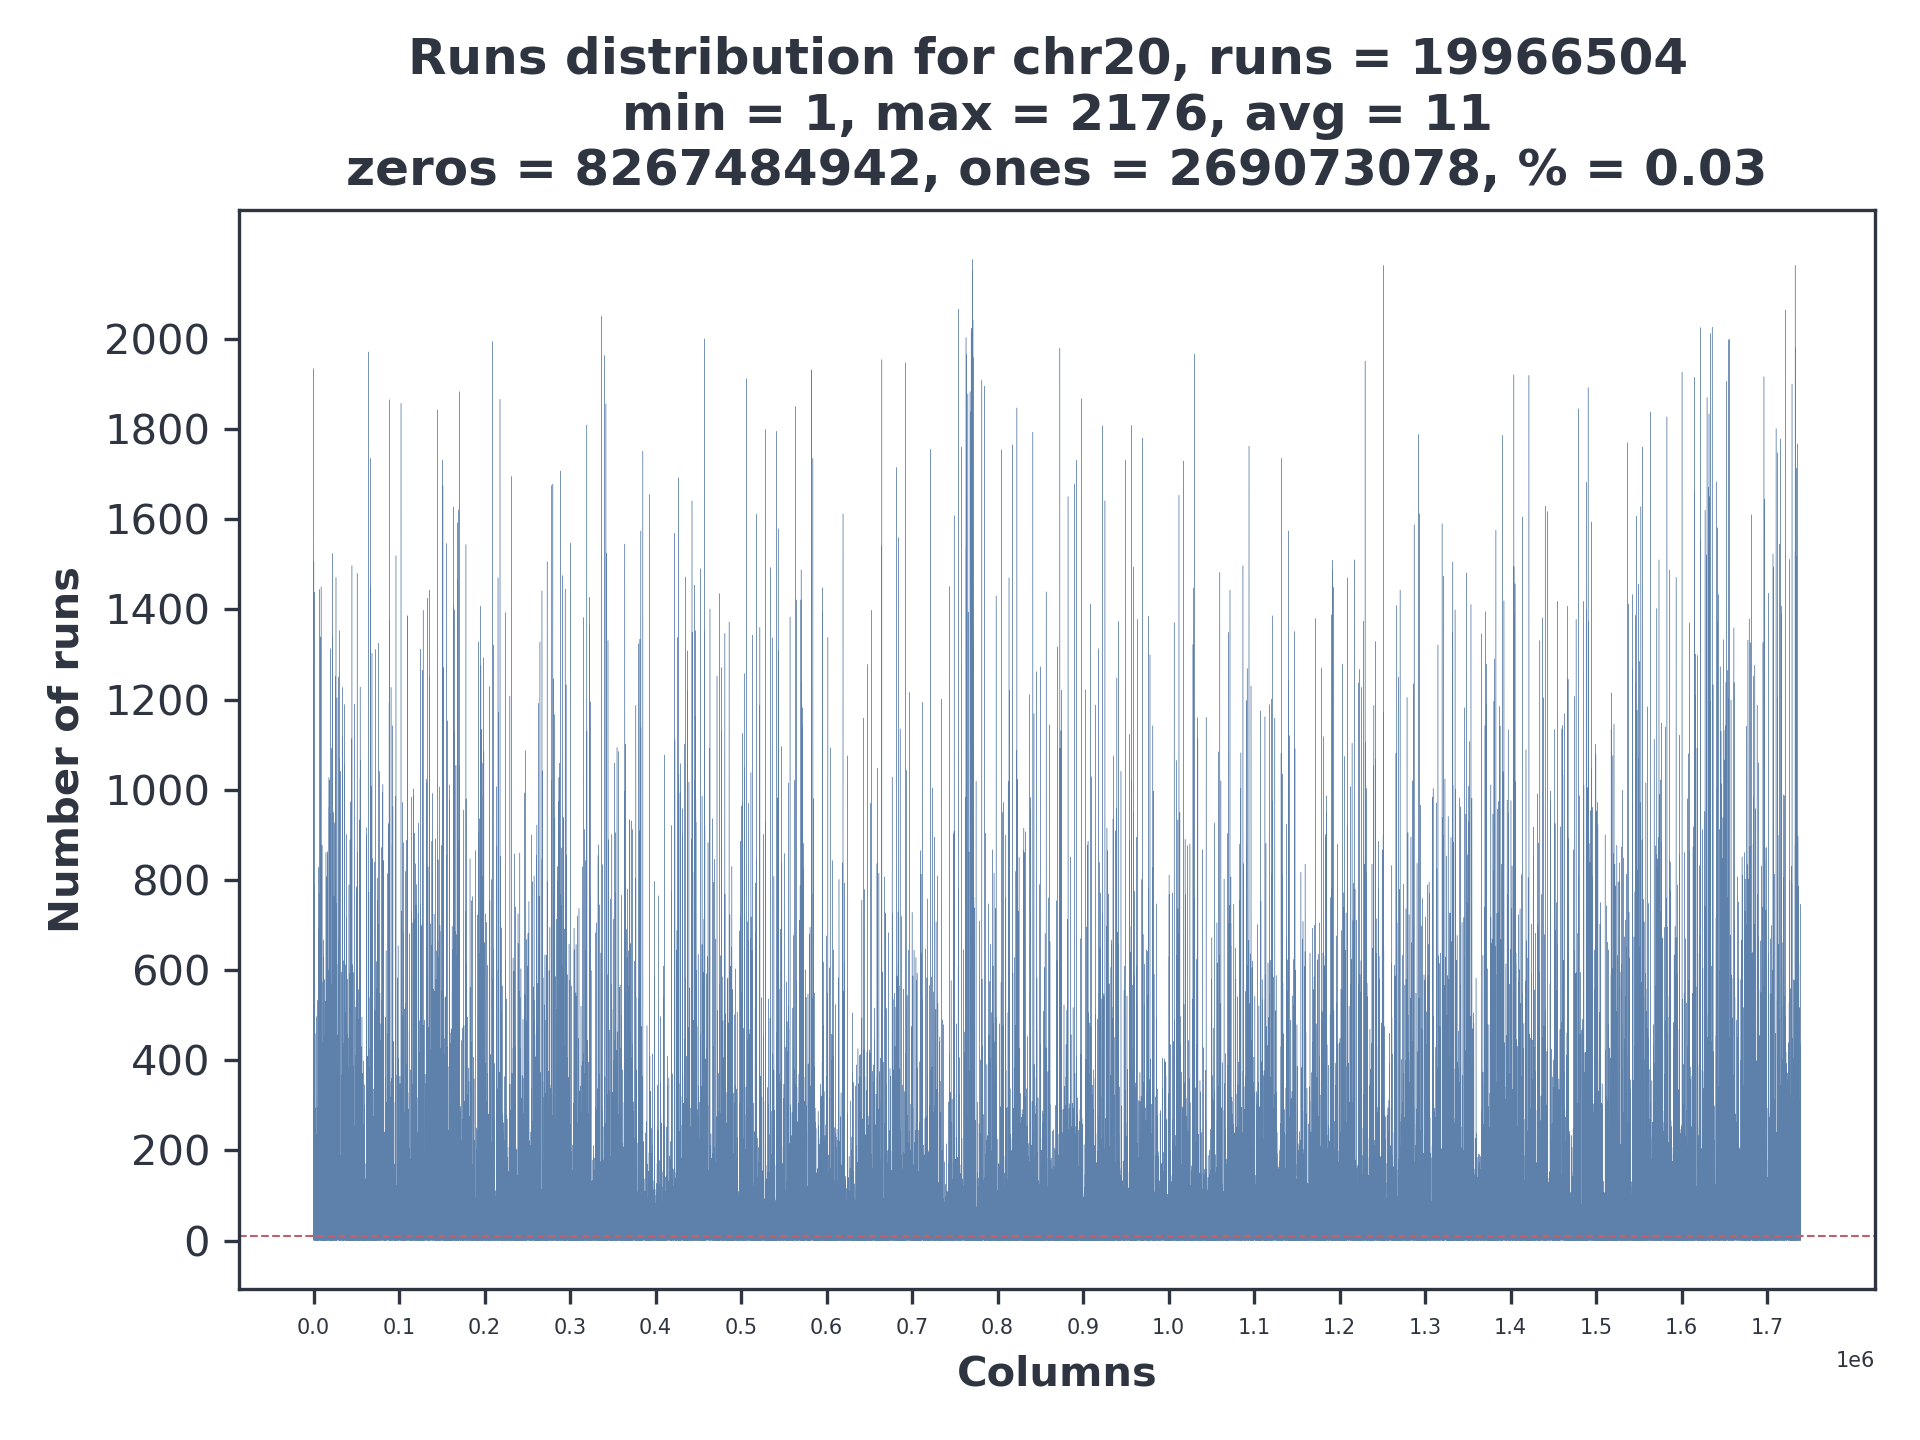 Runs distribution for chr20, runs = 19966504
min = 1, max = 2176, avg = 11
zeros = 8267484942, ones = 269073078, % = 0.03
Number of runs
2000
1800
1600
1400
1200
1000
800
600
400
200
0
0.0 0.1 0.2 0.3 0.4 0.5 0.6 0.7 0.8 0.9 1.0 1.1 1.2 1.3 1.4 1.5 1.6 1.7
1e6
Columns